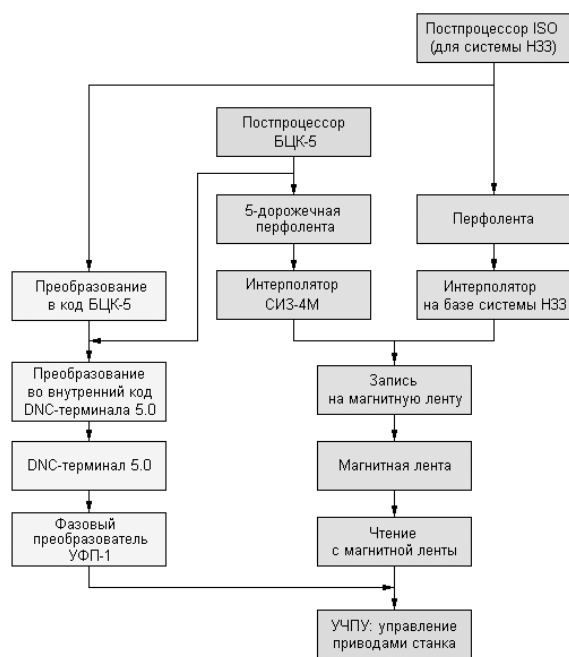 Постпроцессор ISO
(для системы Н33)
Постпроцессор
БЦК-5
5-дорожечная
перфолента
Перфолента
Преобразование
в код БЦК-5
Интерполятор
СИЗ-4М
Интерполятор
на базе системы Н33
Преобразование
во внутренний код
DNC-терминала 5.0
Запись
на магнитную ленту
DNC-терминал 5.0
Магнитная лента
Фазовый
преобразователь
УФП-1
Чтение
с магнитной ленты
УЧПУ: управление
приводами станка